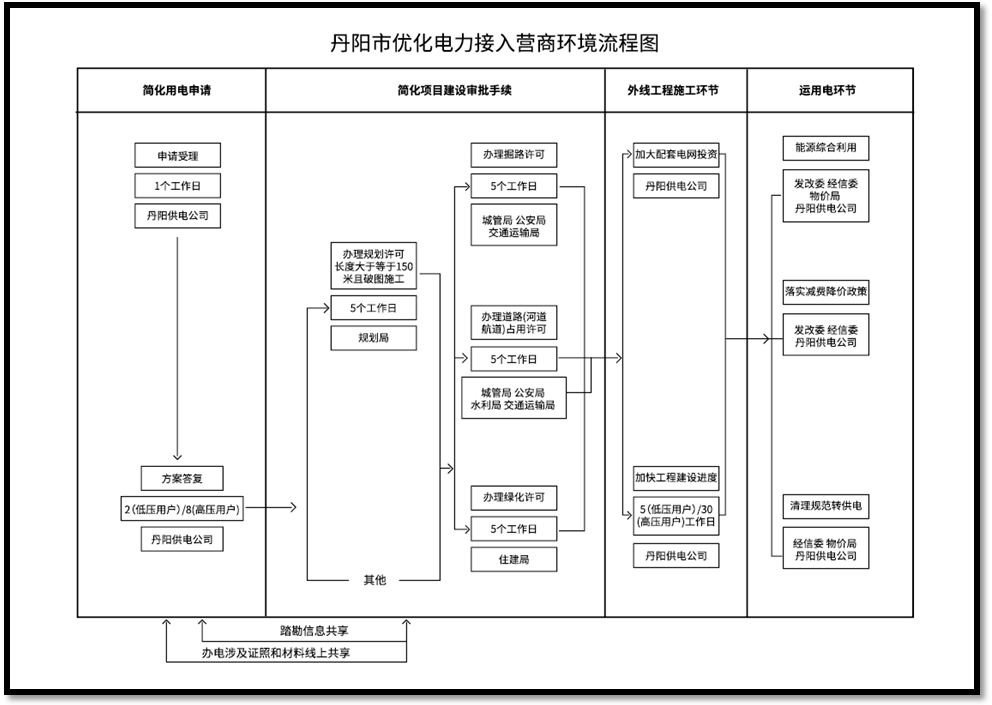 丹阳市优化电力接入营商环境流程图
简化用电申请
简化项目建设审批手续
外线工程施工环节
运用电环节
申请受理
1个工作日
丹阳供电公司
方案答复
2(低压用户)/8(高压用户)
丹阳供电公司
办理规划许可
长度大于等于150
米且破图施工
5个工作日
规划局
其他
办理掘路许可
5个工作日
城管局 公安局
交通运输局
办理道路(河道
航道)占用许可
5个工作日
城管局 公安局
水利局 交通运输局
办理绿化许可
5个工作日
住建局
加大配套电网投资
丹阳供电公司
加快工程建设进度
5(低压用户)/30
(高压用户)工作日
丹阳供电公司
能源综合利用
发改委 经信委
物价局
丹阳供电公司
落实减费降价政策
发改委 经信委
丹阳供电公司
清理规范转供电
经信委 物价局
丹阳供电公司
踏勘信息共享
办电涉及证照和材料线上共享